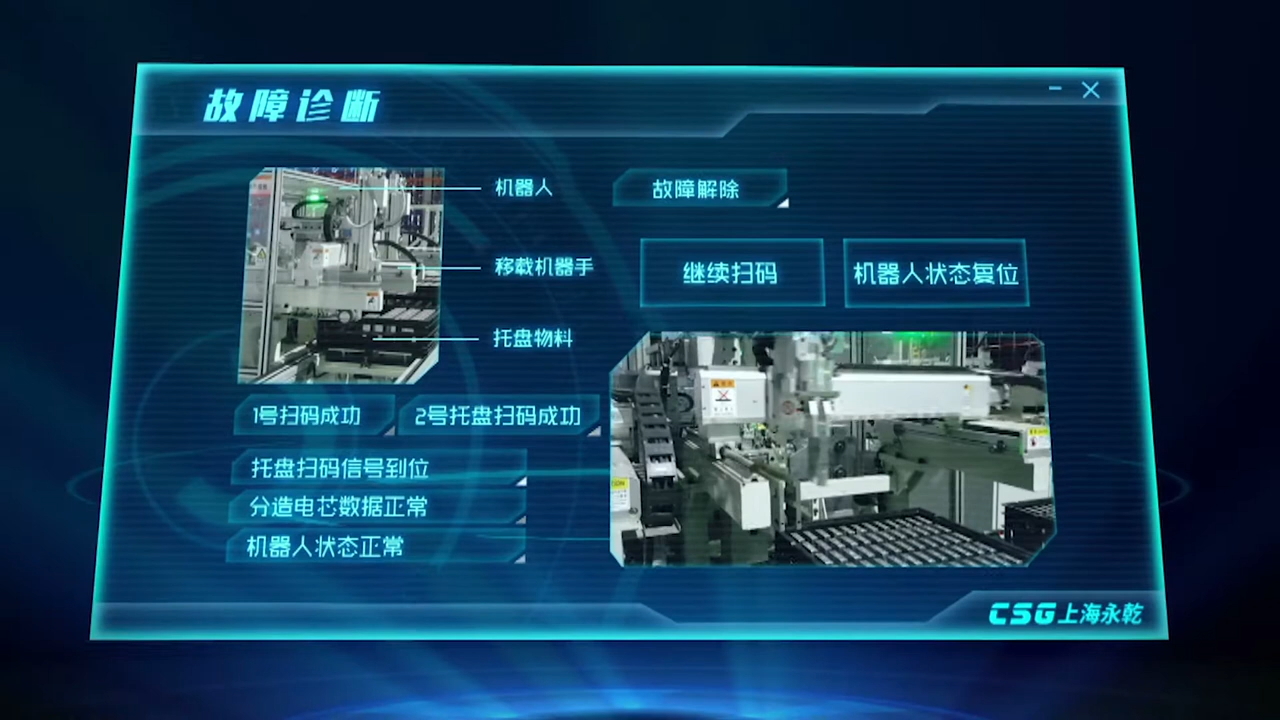 故障诊断
机器人
故障解除
移载机器手
继续扫码
机器人状态复位
托盘物料
1号扫码成功
2号托盘扫码成功
托盘扫码信号到位
分造电芯数据正常
机器人状态正常
CSG上海永乾